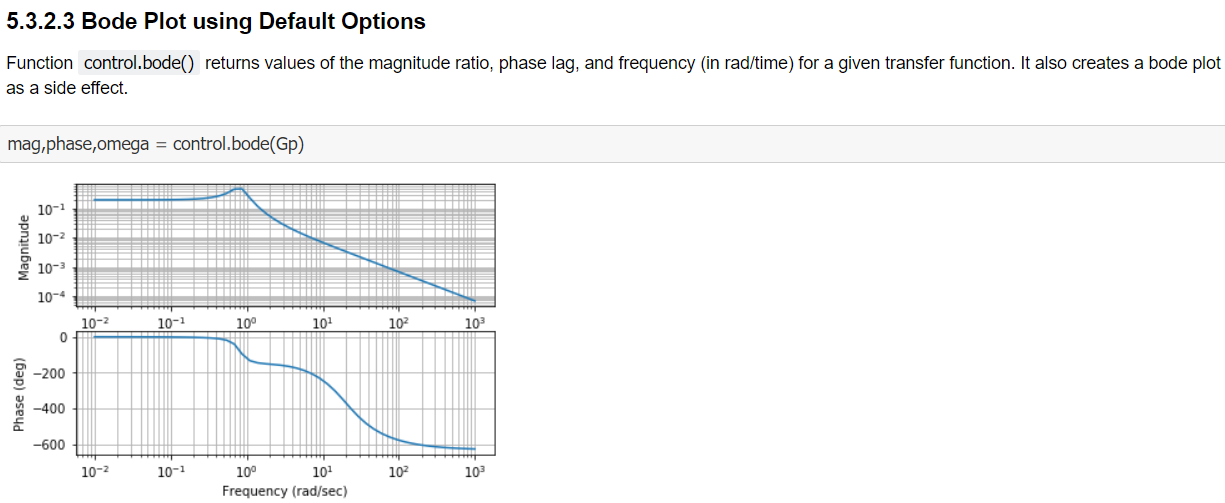 5.3.2.3 Bode Plot using Default Options
Function control.bode() returns values of the magnitude ratio, phase lag, and frequency (in rad/time) for a given transfer function. It also creates a bode plot
as a side effect.
mag,phase,omega = control.bode(Gp)
Magnitude
10⁻¹
10⁻²
10⁻³
10⁻⁴
10⁻² 10⁻¹ 10⁰ 10¹ 10² 10³
Phase (deg)
0
−200
−400
−600
10⁻² 10⁻¹ 10⁰ 10¹ 10² 10³
Frequency (rad/sec)